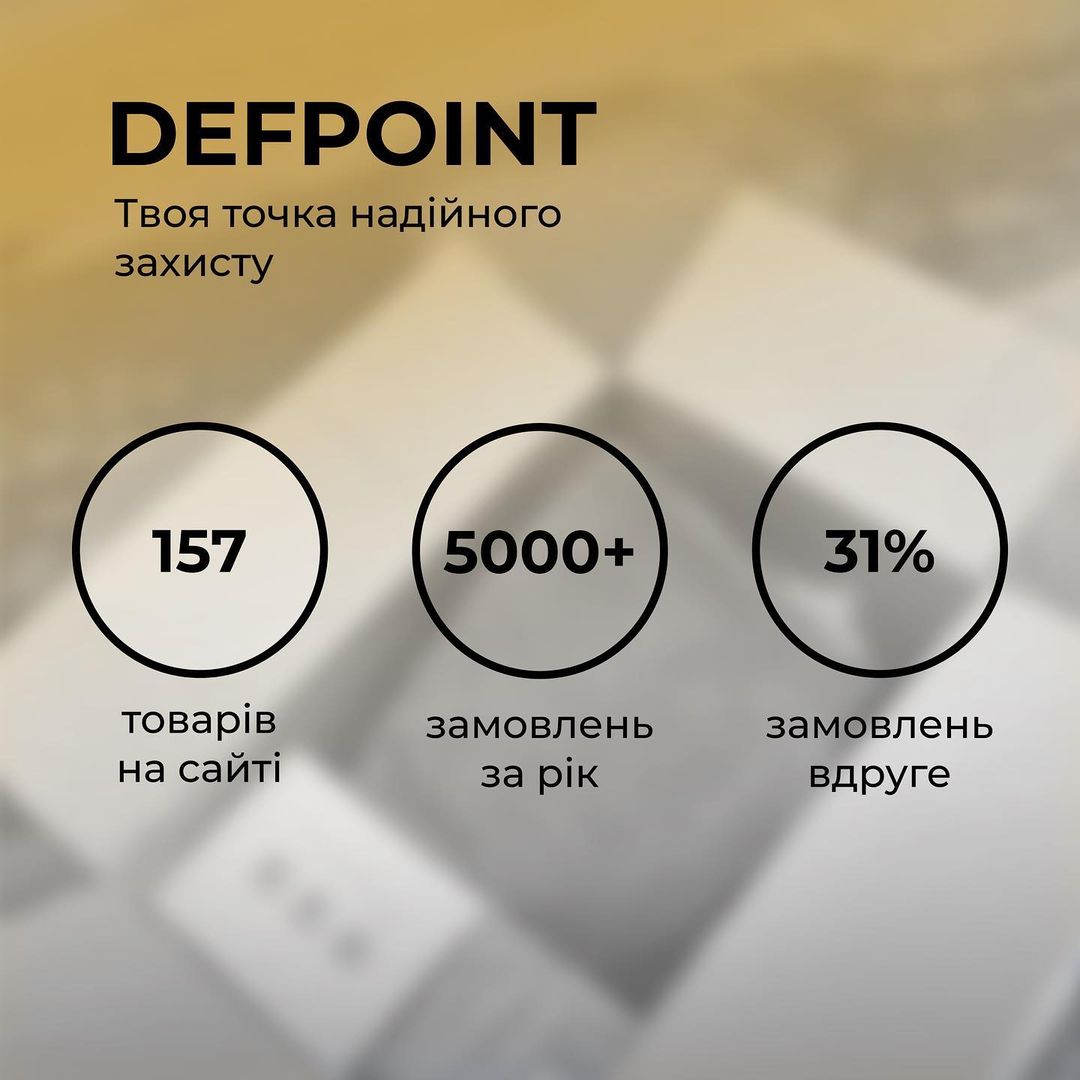 DEFPOINT
Твоя точка надійного
захисту
157
5000+
31%
товарів
на сайті
замовлень
за рік
замовлень
вдруге